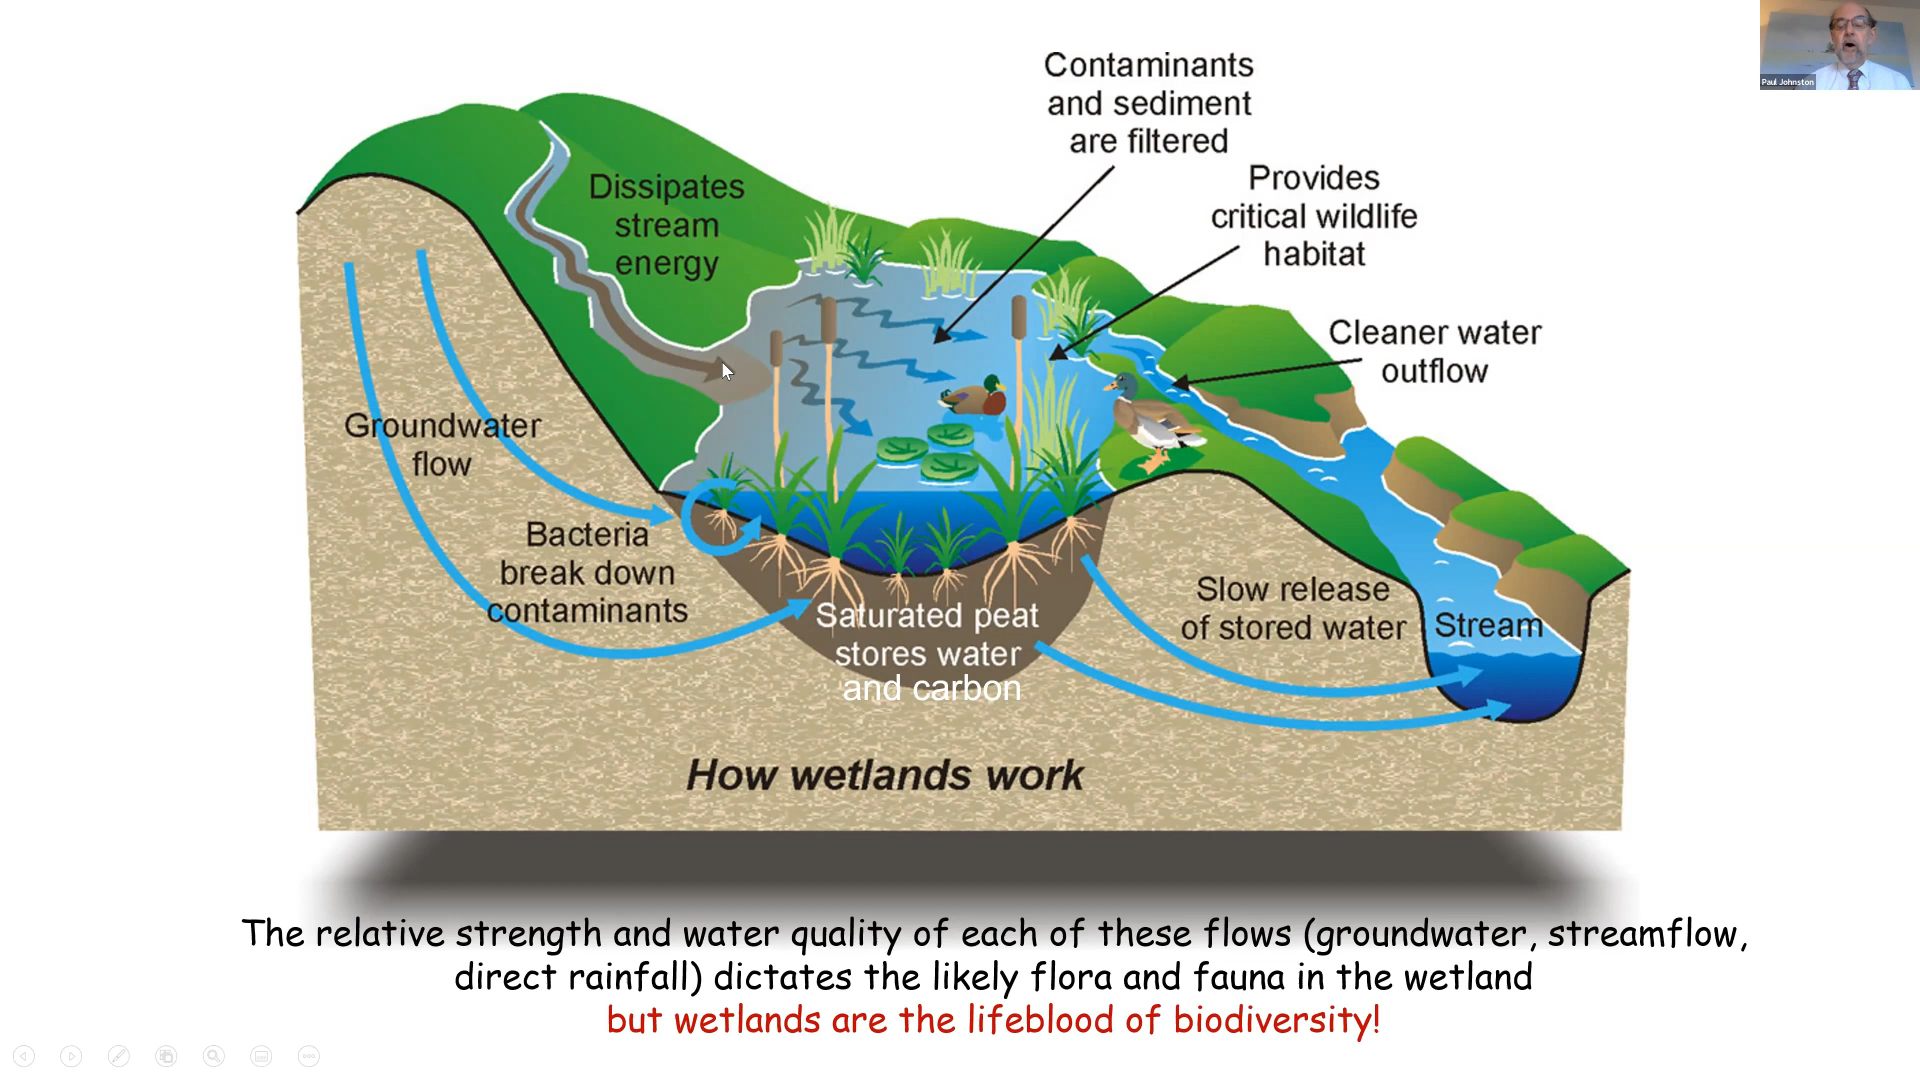 Paul Johnston
Contaminants
and sediment
are filtered
Provides
critical wildlife
habitat
Dissipates
stream
energy
Cleaner water
outflow
Groundwater
flow
Bacteria
break down
contaminants
Saturated peat
stores water
and carbon
Slow release
of stored water
Stream
How wetlands work
The relative strength and water quality of each of these flows (groundwater, streamflow,
direct rainfall) dictates the likely flora and fauna in the wetland
but wetlands are the lifeblood of biodiversity!